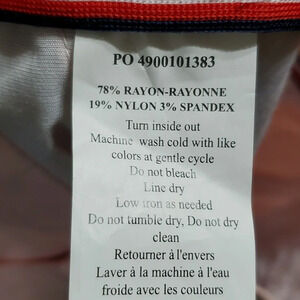 PO 4900101383
78% RAYON-RAYONNE
19% NYLON 3% SPANDEX
Turn inside out
Machine wash cold with like
colors at gentle cycle
Do not bleach
Line dry
Low iron as needed
Do not tumble dry, Do not dry
clean
Retourner à l'envers
Laver à la machine à l'eau
froide avec les couleurs